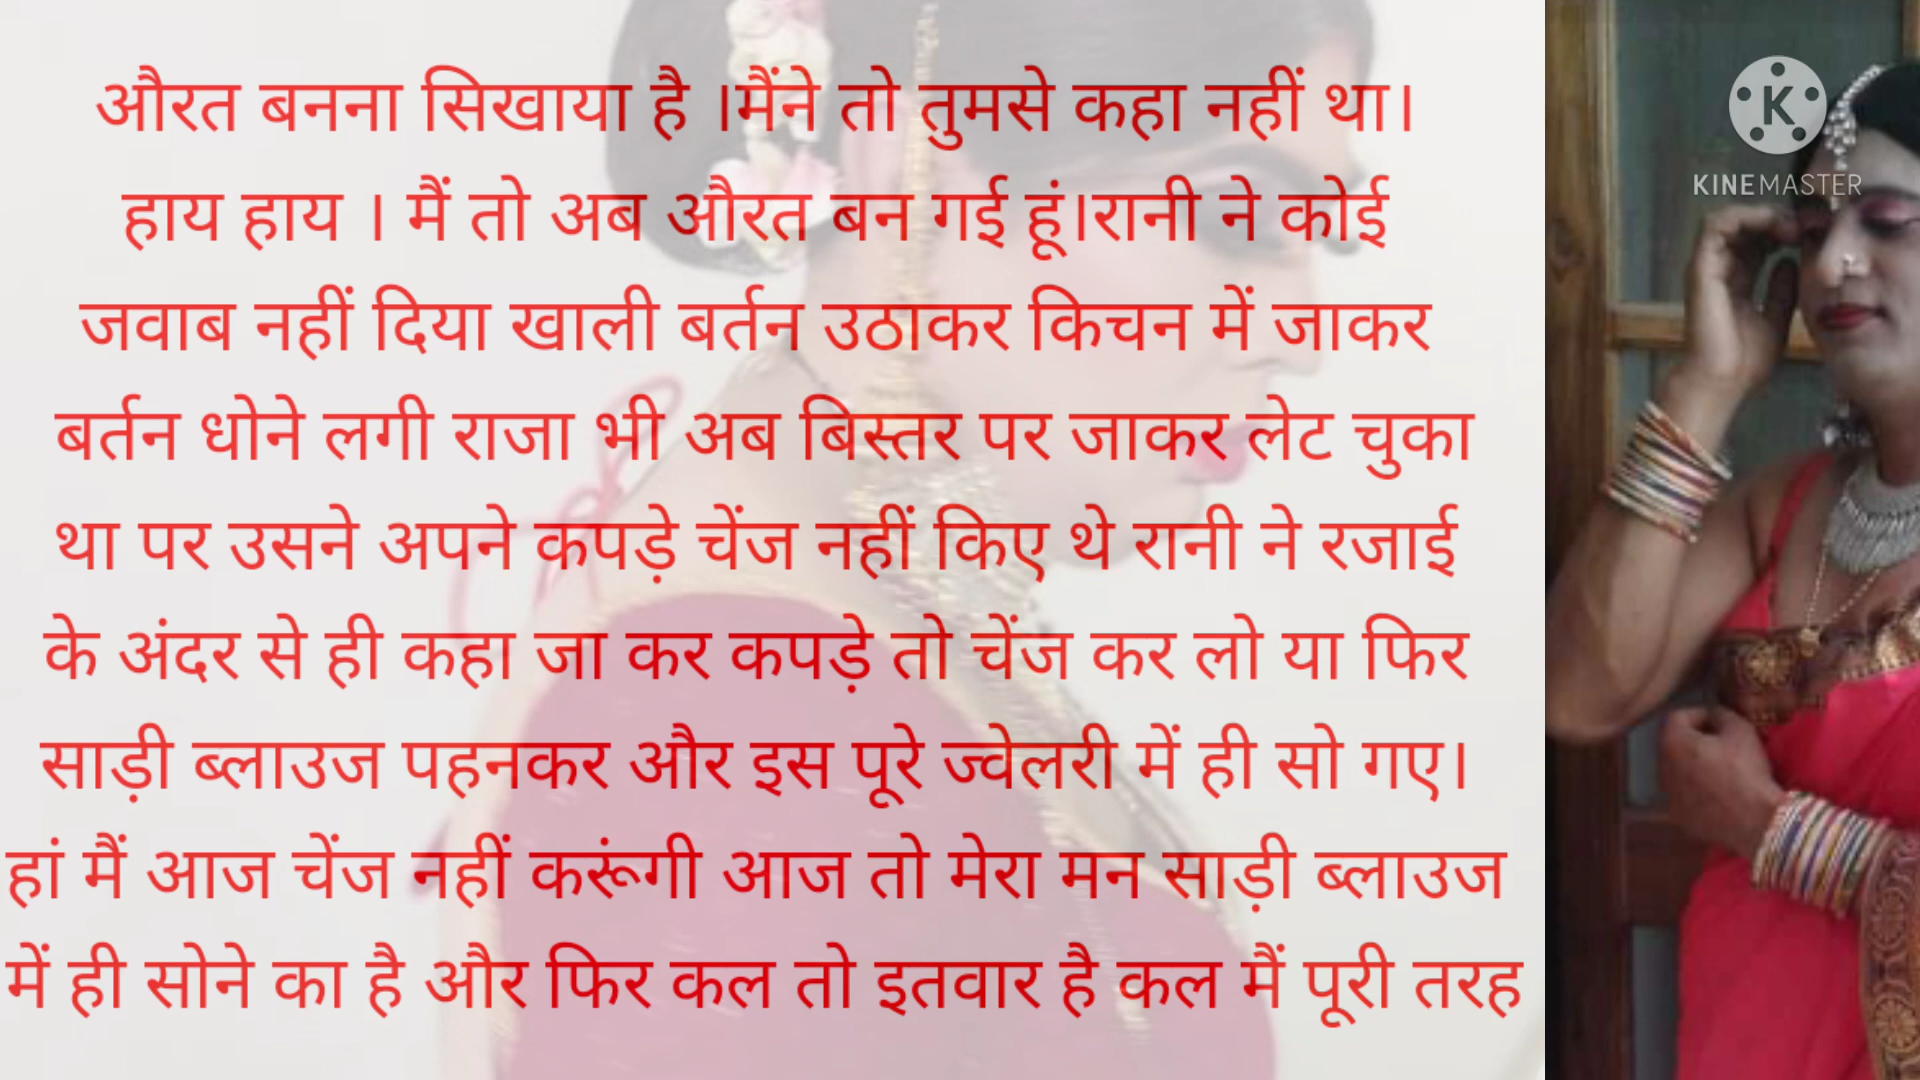 औरत बनना सिखाया है ।मैंने तो तुमसे कहा नहीं था।
हाय हाय । मैं तो अब औरत बन गई हूं।रानी ने कोई
जवाब नहीं दिया खाली बर्तन उठाकर किचन में जाकर
बर्तन धोने लगी राजा भी अब बिस्तर पर जाकर लेट चुका
था पर उसने अपने कपड़े चेंज नहीं किए थे रानी ने रजाई
के अंदर से ही कहा जा कर कपड़े तो चेंज कर लो या फिर
साड़ी ब्लाउज पहनकर और इस पूरे ज्वेलरी में ही सो गए।
हां मैं आज चेंज नहीं करूंगी आज तो मेरा मन साड़ी ब्लाउज
में ही सोने का है और फिर कल तो इतवार है कल मैं पूरी तरह
K
KINEMASTER